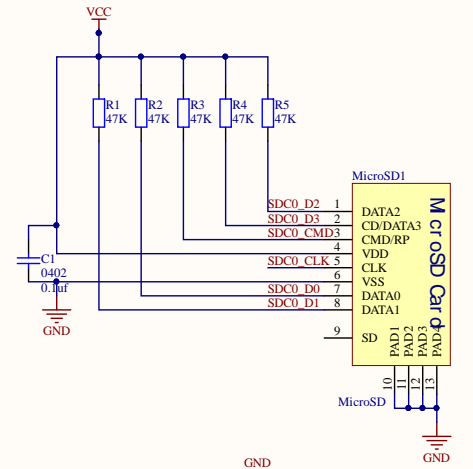 VCC
R1
47K
R2
47K
R3
47K
R4
47K
R5
47K
MicroSD1
SDC0_D2 1 DATA2
SDC0_D3 2 CD/DATA3
SDC0_CMD 3 CMD/RP
4 VDD
SDC0_CLK 5 CLK
6 VSS
SDC0_D0 7 DATA0
SDC0_D1 8 DATA1
9 SD
MicroSD Card
C1
0402
0.1uf
GND
PAD1
PAD2
PAD3
PAD4
10
11
12
13
MicroSD
GND
GND